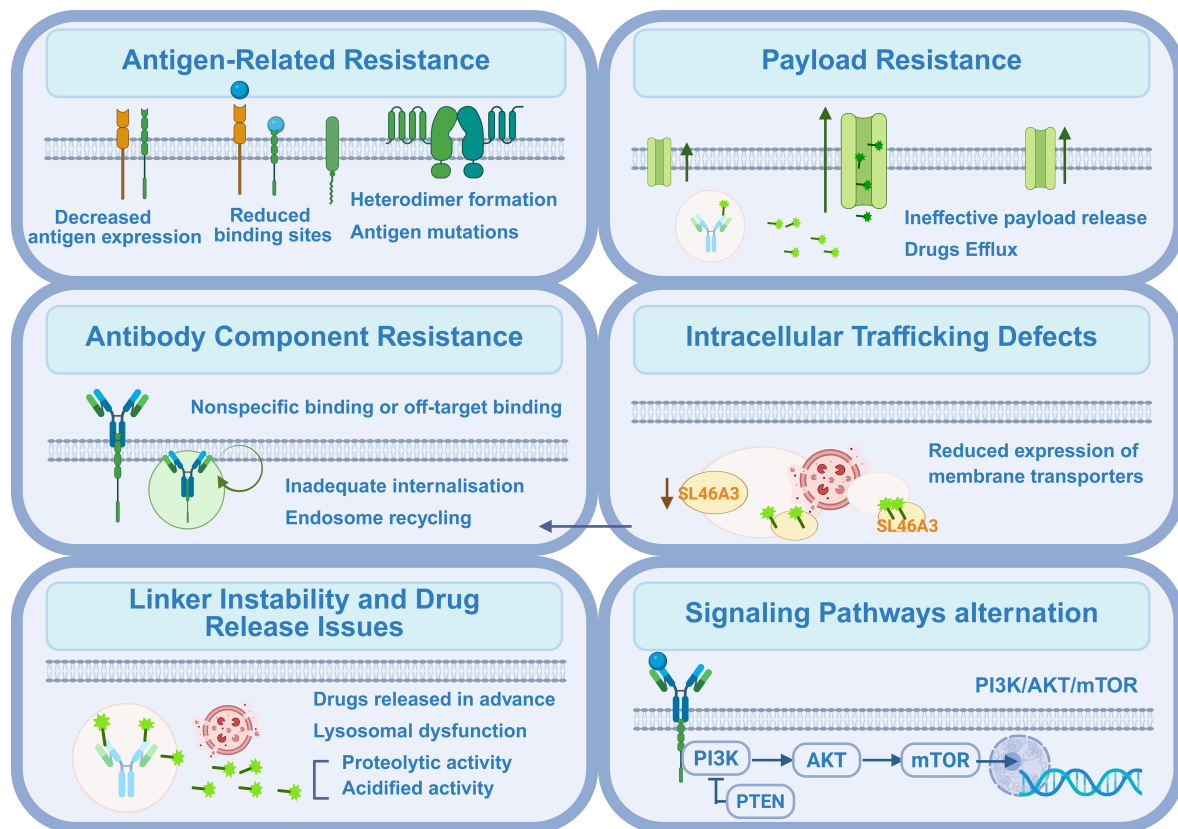 Antigen-Related Resistance
Decreased
antigen expression
Reduced
binding sites
Heterodimer formation
Antigen mutations
Payload Resistance
Ineffective payload release
Drugs Efflux
Antibody Component Resistance
Nonspecific binding or off-target binding
Inadequate internalisation
Endosome recycling
Intracellular Trafficking Defects
Reduced expression of
membrane transporters
SL46A3
SL46A3
Linker Instability and Drug
Release Issues
Drugs released in advance
Lysosomal dysfunction
Proteolytic activity
Acidified activity
Signaling Pathways alternation
PI3K/AKT/mTOR
PI3K
AKT
mTOR
PTEN